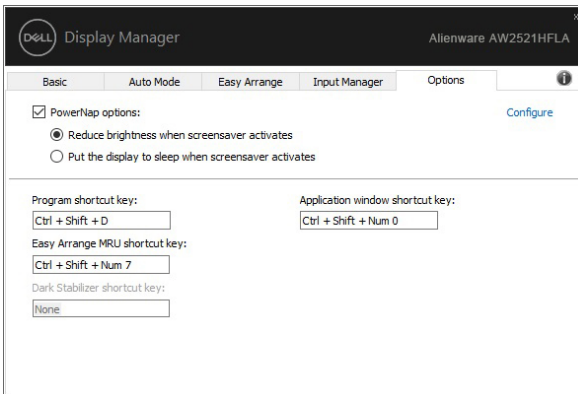 DELL Display Manager
Alienware AW2521HFLA
Basic Auto Mode Easy Arrange Input Manager Options
PowerNap options:
Configure
Reduce brightness when screensaver activates
Put the display to sleep when screensaver activates
Program shortcut key:
Application window shortcut key:
Ctrl + Shift + D
Ctrl + Shift + Num 0
Easy Arrange MRU shortcut key:
Ctrl + Shift + Num 7
Dark Stabilizer shortcut key:
None